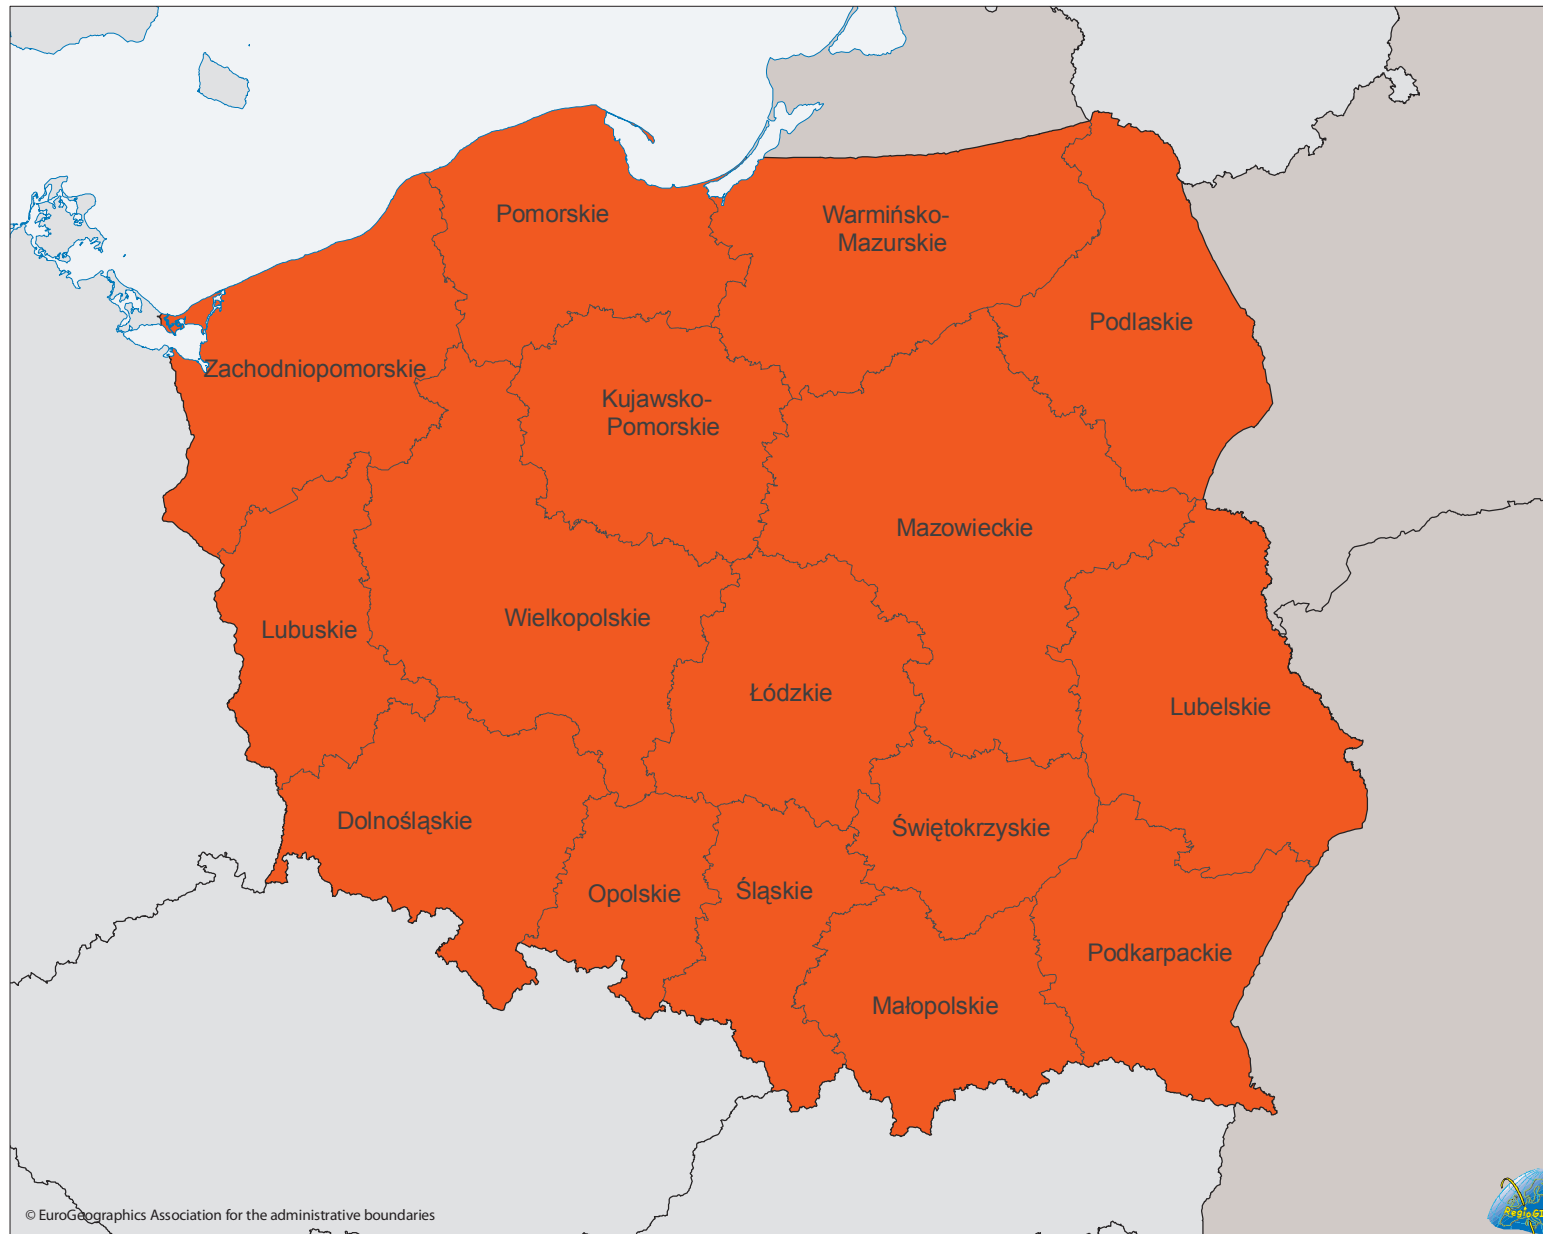 Pomorskie
Warmińsko-
Mazurskie
Podlaskie
Zachodniopomorskie
Kujawsko-
Pomorskie
Mazowieckie
Wielkopolskie
Lubuskie
Łódzkie
Lubelskie
Dolnośląskie
Świętokrzyskie
Opolskie
Śląskie
Podkarpackie
Małopolskie
© EuroGeographics Association for the administrative boundaries